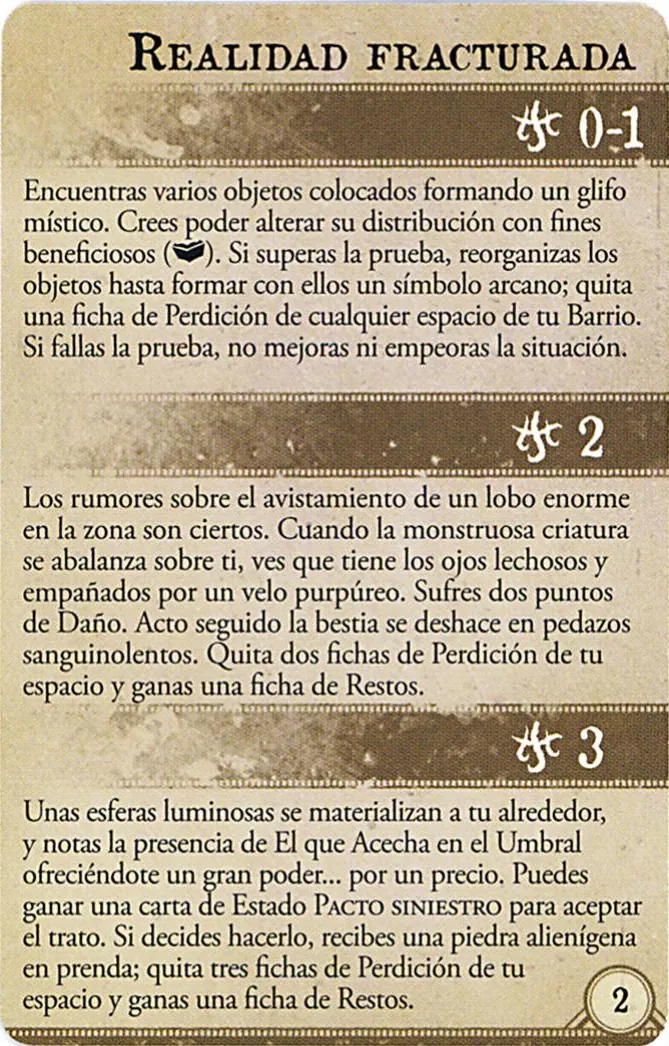 Realidad fracturada
0-1
Encuentras varios objetos colocados formando un glifo
místico. Crees poder alterar su distribución con fines
beneficiosos (). Si superas la prueba, reorganizas los
objetos hasta formar con ellos un símbolo arcano; quita
una ficha de Perdición de cualquier espacio de tu Barrio.
Si fallas la prueba, no mejoras ni empeoras la situación.
2
Los rumores sobre el avistamiento de un lobo enorme
en la zona son ciertos. Cuando la monstruosa criatura
se abalanza sobre ti, ves que tiene los ojos lechosos y
empañados por un velo purpúreo. Sufres dos puntos
de Daño. Acto seguido la bestia se deshace en pedazos
sanguinolentos. Quita dos fichas de Perdición de tu
espacio y ganas una ficha de Restos.
3
Unas esferas luminosas se materializan a tu alrededor,
y notas la presencia de El que Acecha en el Umbral
ofreciéndote un gran poder... por un precio. Puedes
ganar una carta de Estado Pacto siniestro para aceptar
el trato. Si decides hacerlo, recibes una piedra alienígena
en prenda; quita tres fichas de Perdición de tu
espacio y ganas una ficha de Restos.
2